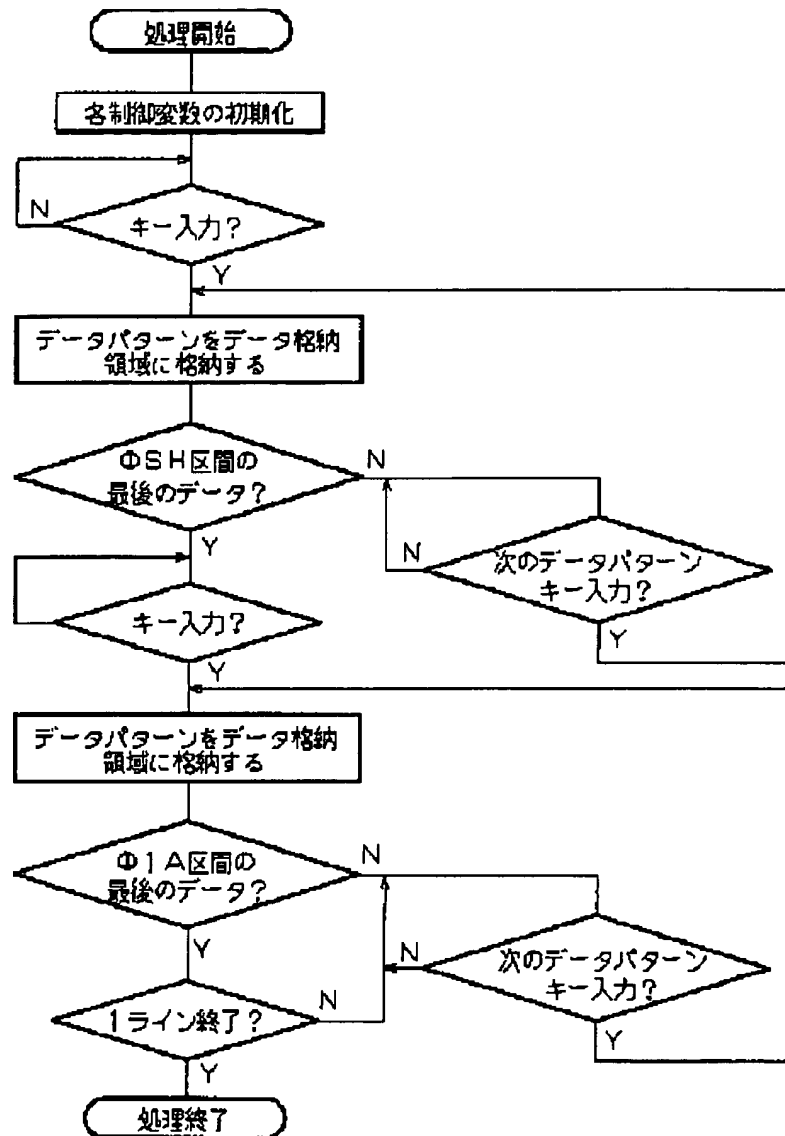 処理開始
各制御変数の初期化
N
キー入力?
Y
データパターンをデータ格納
領域に格納する
ΦSH区間の
最後のデータ?
N
Y
N
次のデータパターン
キー入力?
Y
キー入力?
Y
データパターンをデータ格納
領域に格納する
Φ1A区間の
最後のデータ?
N
Y
N
次のデータパターン
キー入力?
Y
1ライン終了?
N
Y
処理終了